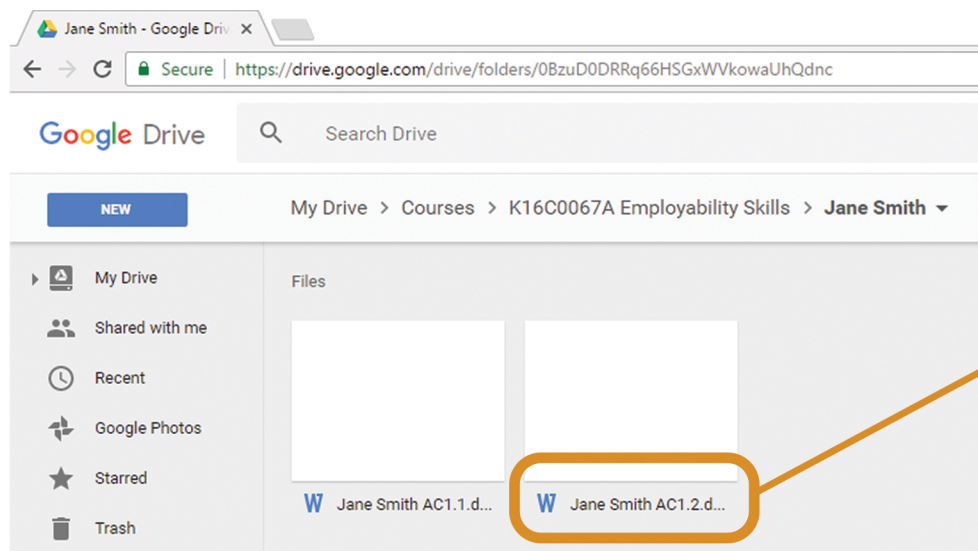 Jane Smith - Google Driv
Secure | https://drive.google.com/drive/folders/0BzuD0DRRq66HSGxWVkowaUhQdnc
Google Drive
Search Drive
NEW
My Drive > Courses > K16C0067A Employability Skills > Jane Smith
My Drive
Shared with me
Recent
Google Photos
Starred
Trash
Files
W Jane Smith AC1.1.d...
W Jane Smith AC1.2.d...